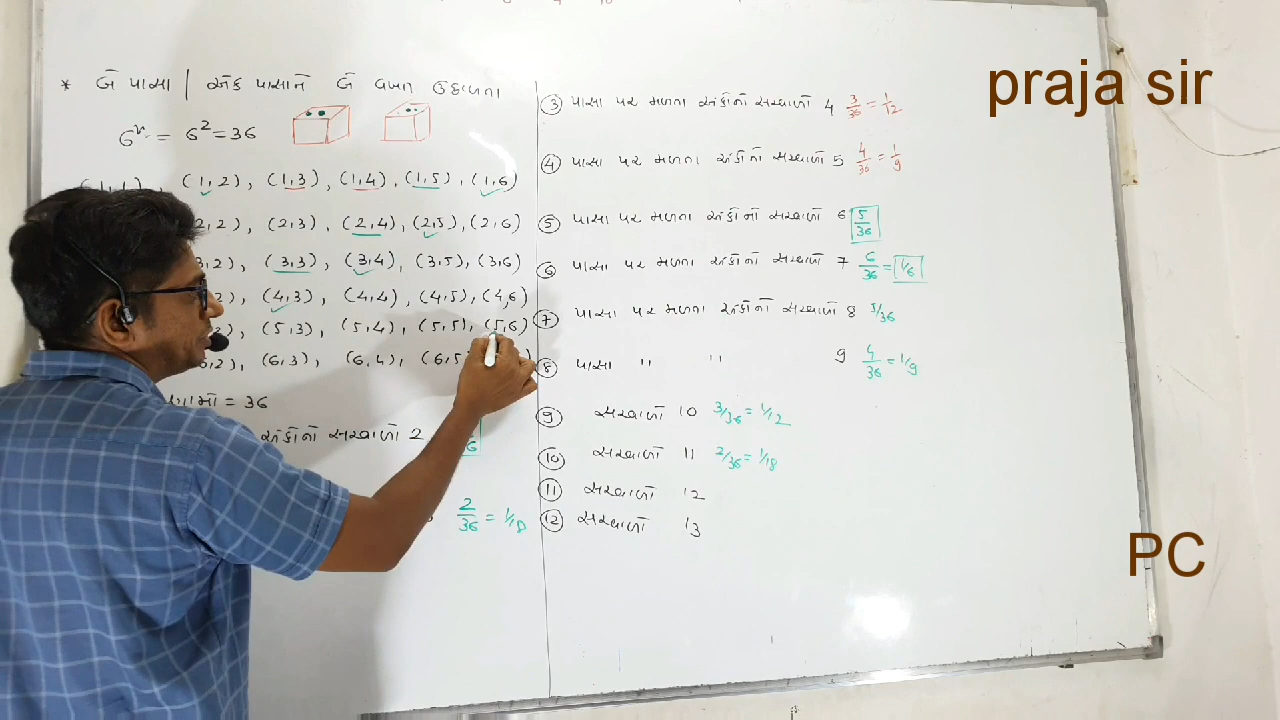 * બે પાસા | એક પાસાને બે વખત ઉછાળતા
6ⁿ = 6² = 36
(1,1), (1,2), (1,3), (1,4), (1,5), (1,6)
2,2), (2,3), (2,4), (2,5), (2,6)
3,2), (3,3), (3,4), (3,5), (3,6)
(4,3), (4,4), (4,5), (4,6)
(5,3), (5,4), (5,5), (5,6)
6,2), (6,3), (6,4), (6,5
= 36
અંકોનો સરવાળો 2
2/36 = 1/18
③ પાસા પર મળતા અંકોનો સરવાળો 4 3/36 = 1/12
④ પાસા પર મળતા અંકોનો સરવાળો 5 4/36 = 1/9
⑤ પાસા પર મળતા અંકોનો સરવાળો 6 5/36
⑥ પાસા પર મળતા અંકોનો સરવાળો 7 6/36 = 1/6
⑦ પાસા પર મળતા અંકોનો સરવાળો 8 5/36
⑧ પાસા " " 9 4/36 = 1/9
⑨ સરવાળો 10 3/36 = 1/12
⑩ સરવાળો 11 2/36 = 1/18
⑪ સરવાળો 12
⑫ સરવાળો 13
praja sir
PC